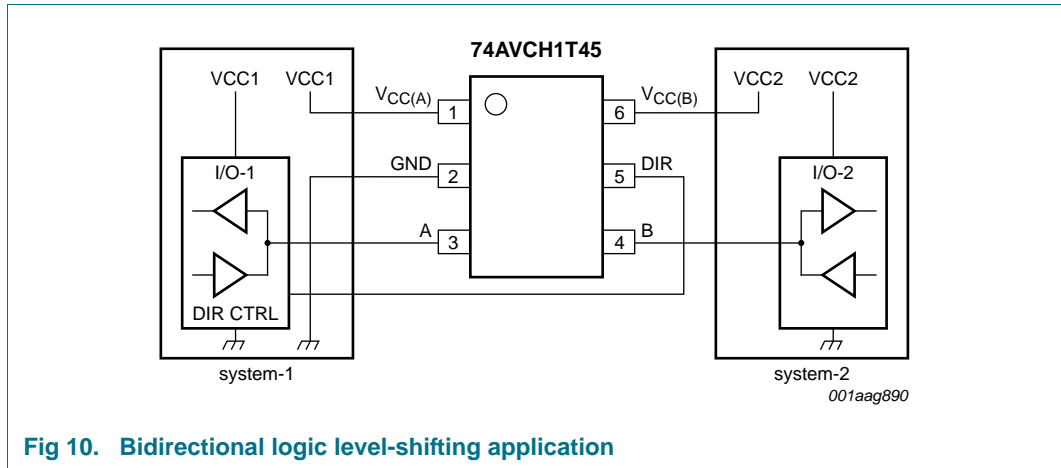 74AVCH1T45
VCC1 VCC1
VCC(A)
1
VCC(B)
6
VCC2 VCC2
I/O-1
GND
2
DIR
5
I/O-2
A
3
B
4
DIR CTRL
system-1
system-2
001aag890
Fig 10. Bidirectional logic level-shifting application